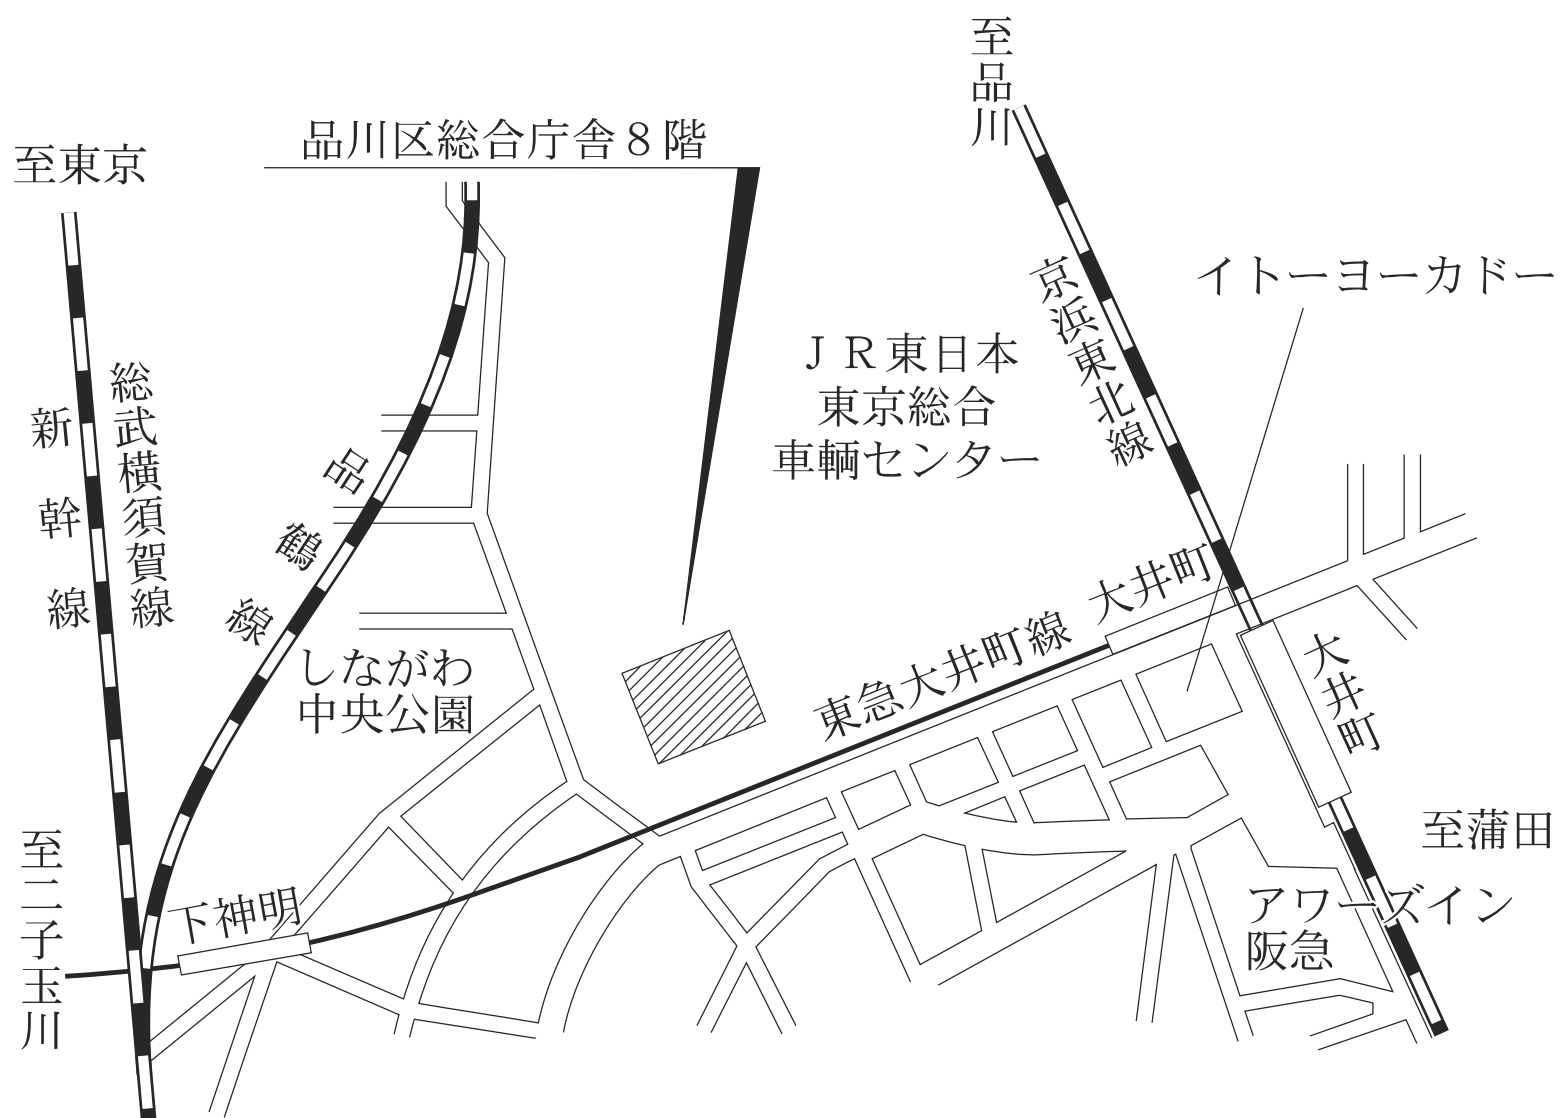 至品川
品川区総合庁舎８階
至東京
イトーヨーカドー
京浜東北線
ＪＲ東日本
東京総合
車輌センター
総武横須賀線
新幹線
品鶴線
大井町
東急大井町線
しながわ
中央公園
大井町
至蒲田
至二子玉川
下神明
アワーズイン
阪急